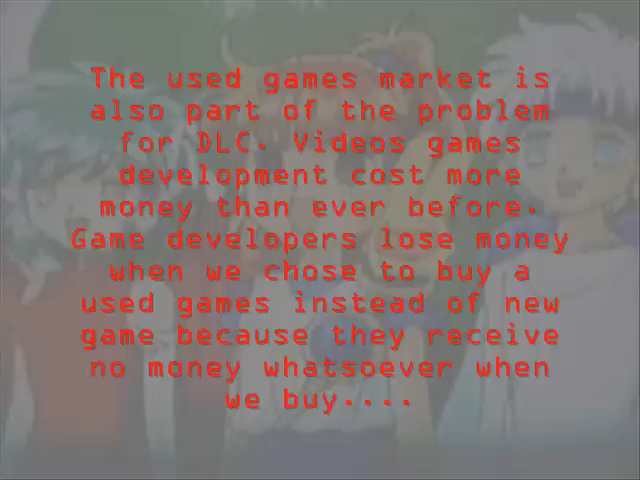 The used games market is
also part of the problem
for DLC. Videos games
development cost more
money than ever before.
Game developers lose money
when we chose to buy a
used games instead of new
game because they receive
no money whatsoever when
we buy....